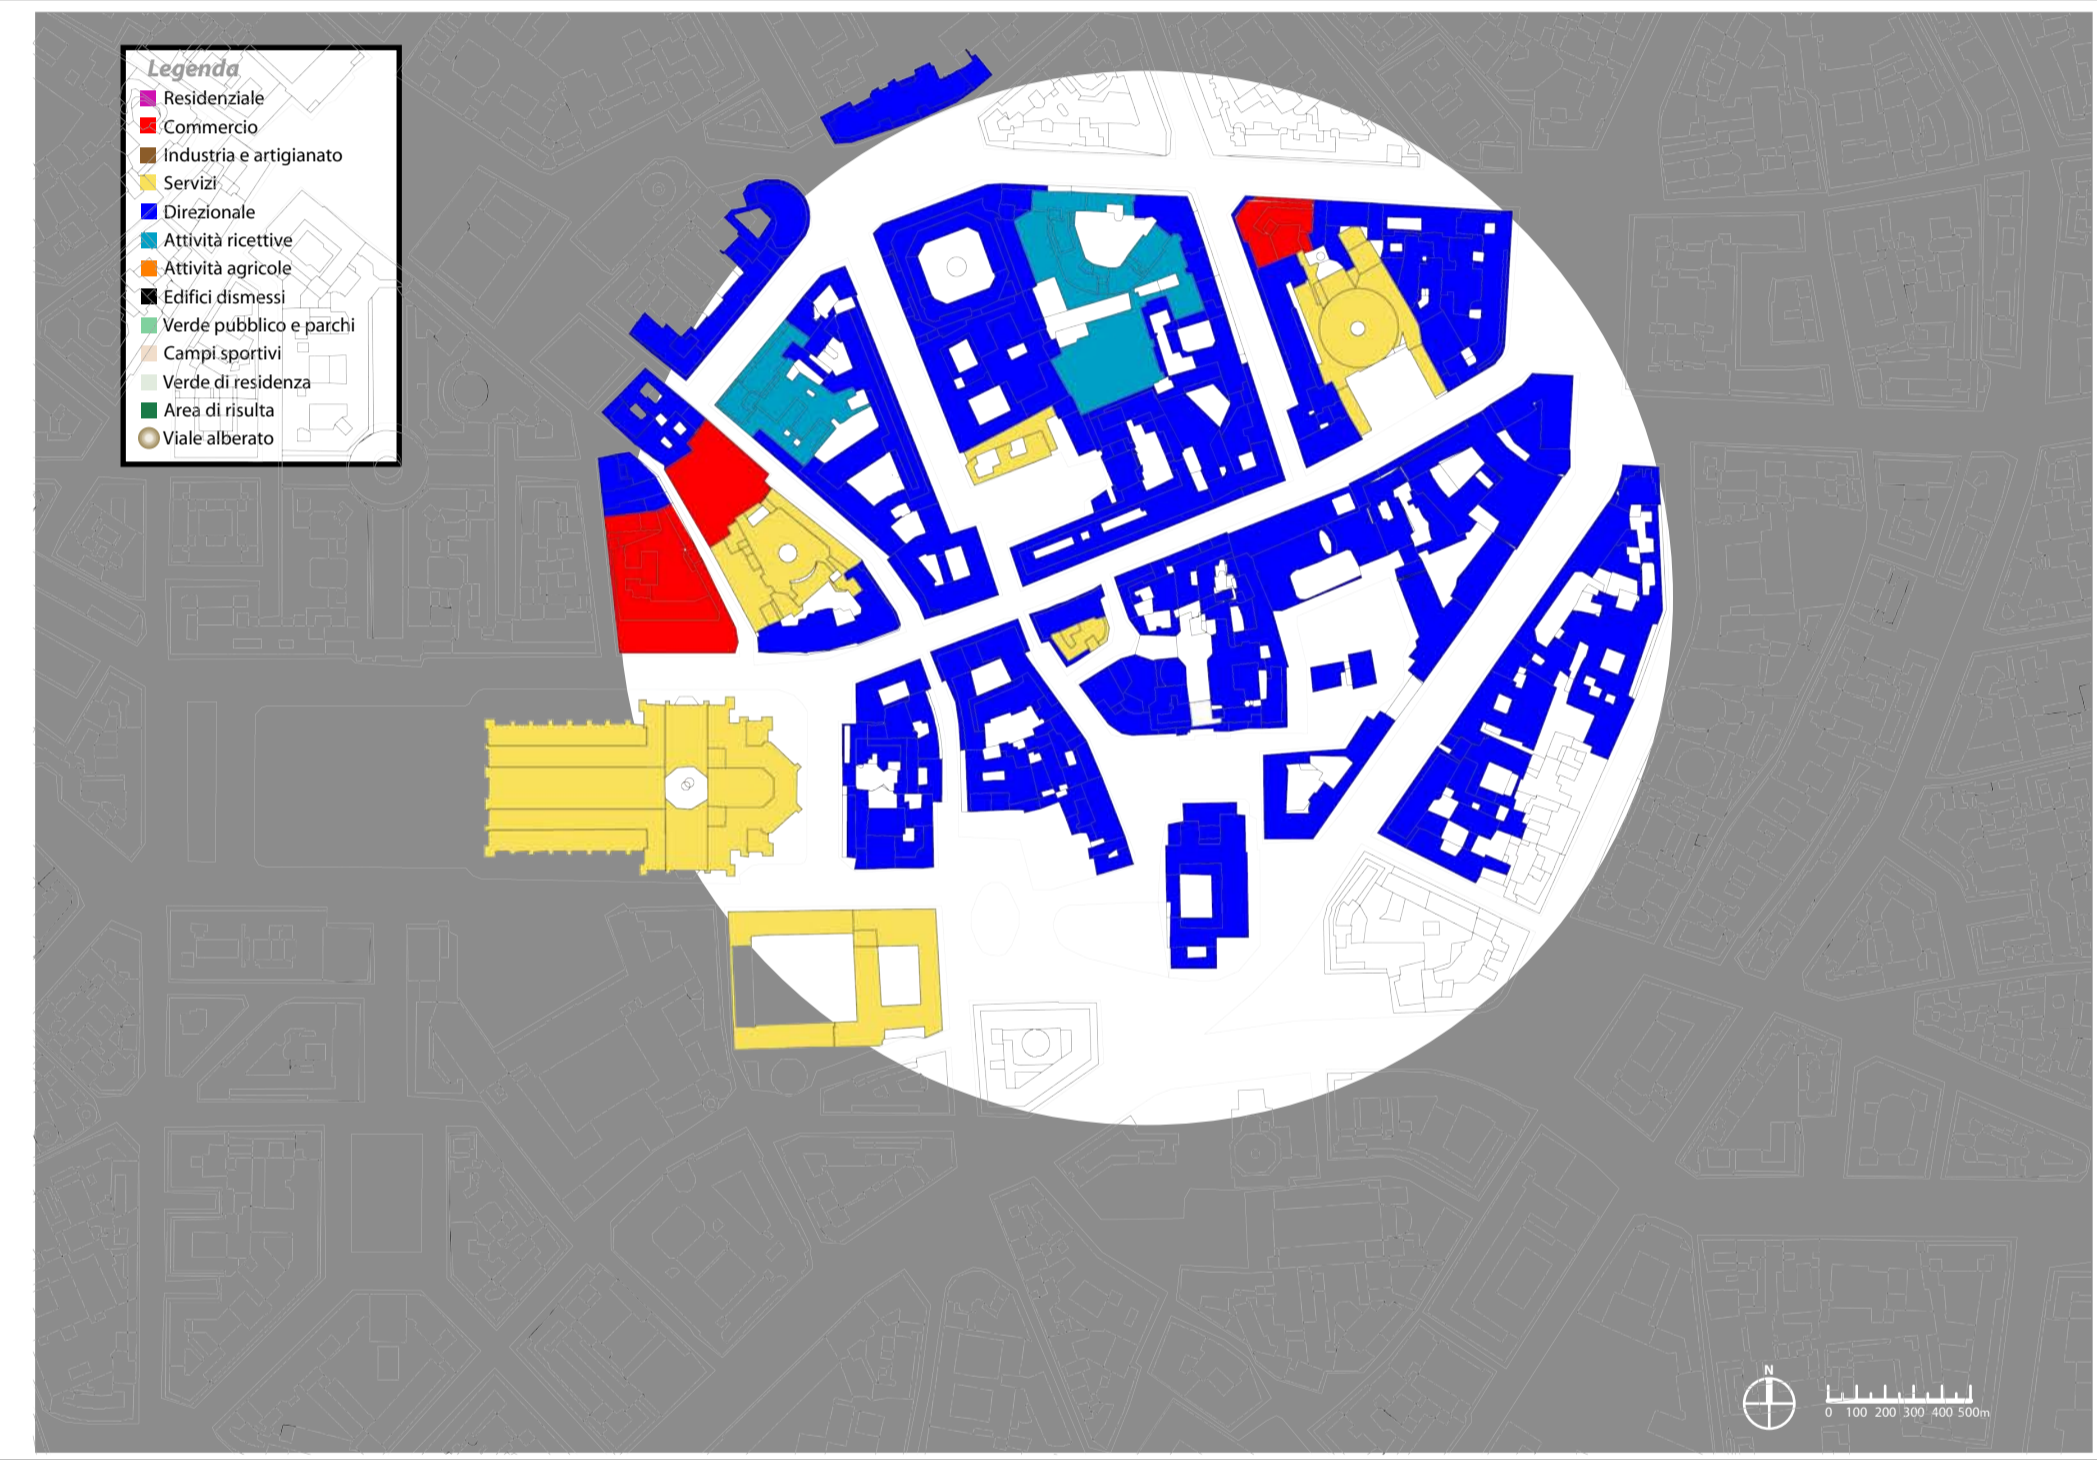 Legenda
Residenziale
Commercio
Industria e artigianato
Servizi
Direzionale
Attività ricettive
Attività agricole
Edifici dismessi
Verde pubblico e parchi
Campi sportivi
Verde di residenza
Area di risulta
Viale alberato
N
0 100 200 300 400 500m